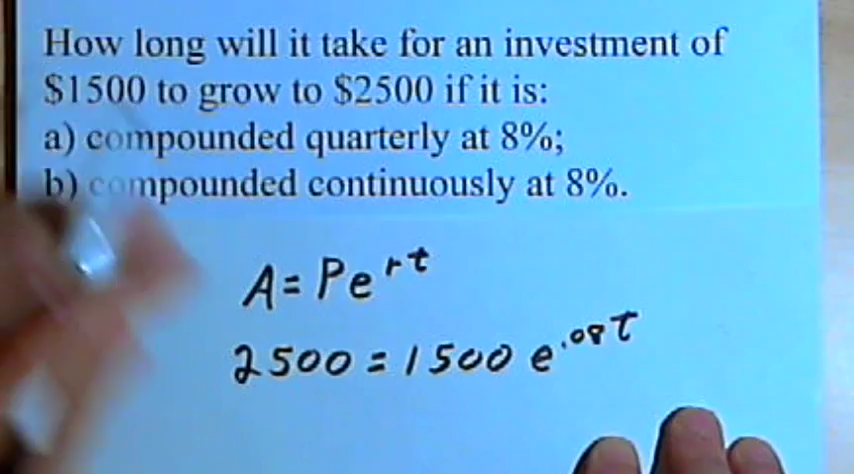 How long will it take for an investment of
$1500 to grow to $2500 if it is:
a) compounded quarterly at 8%;
b) compounded continuously at 8%.
A = Pe^rt
2500 = 1500 e^.08t